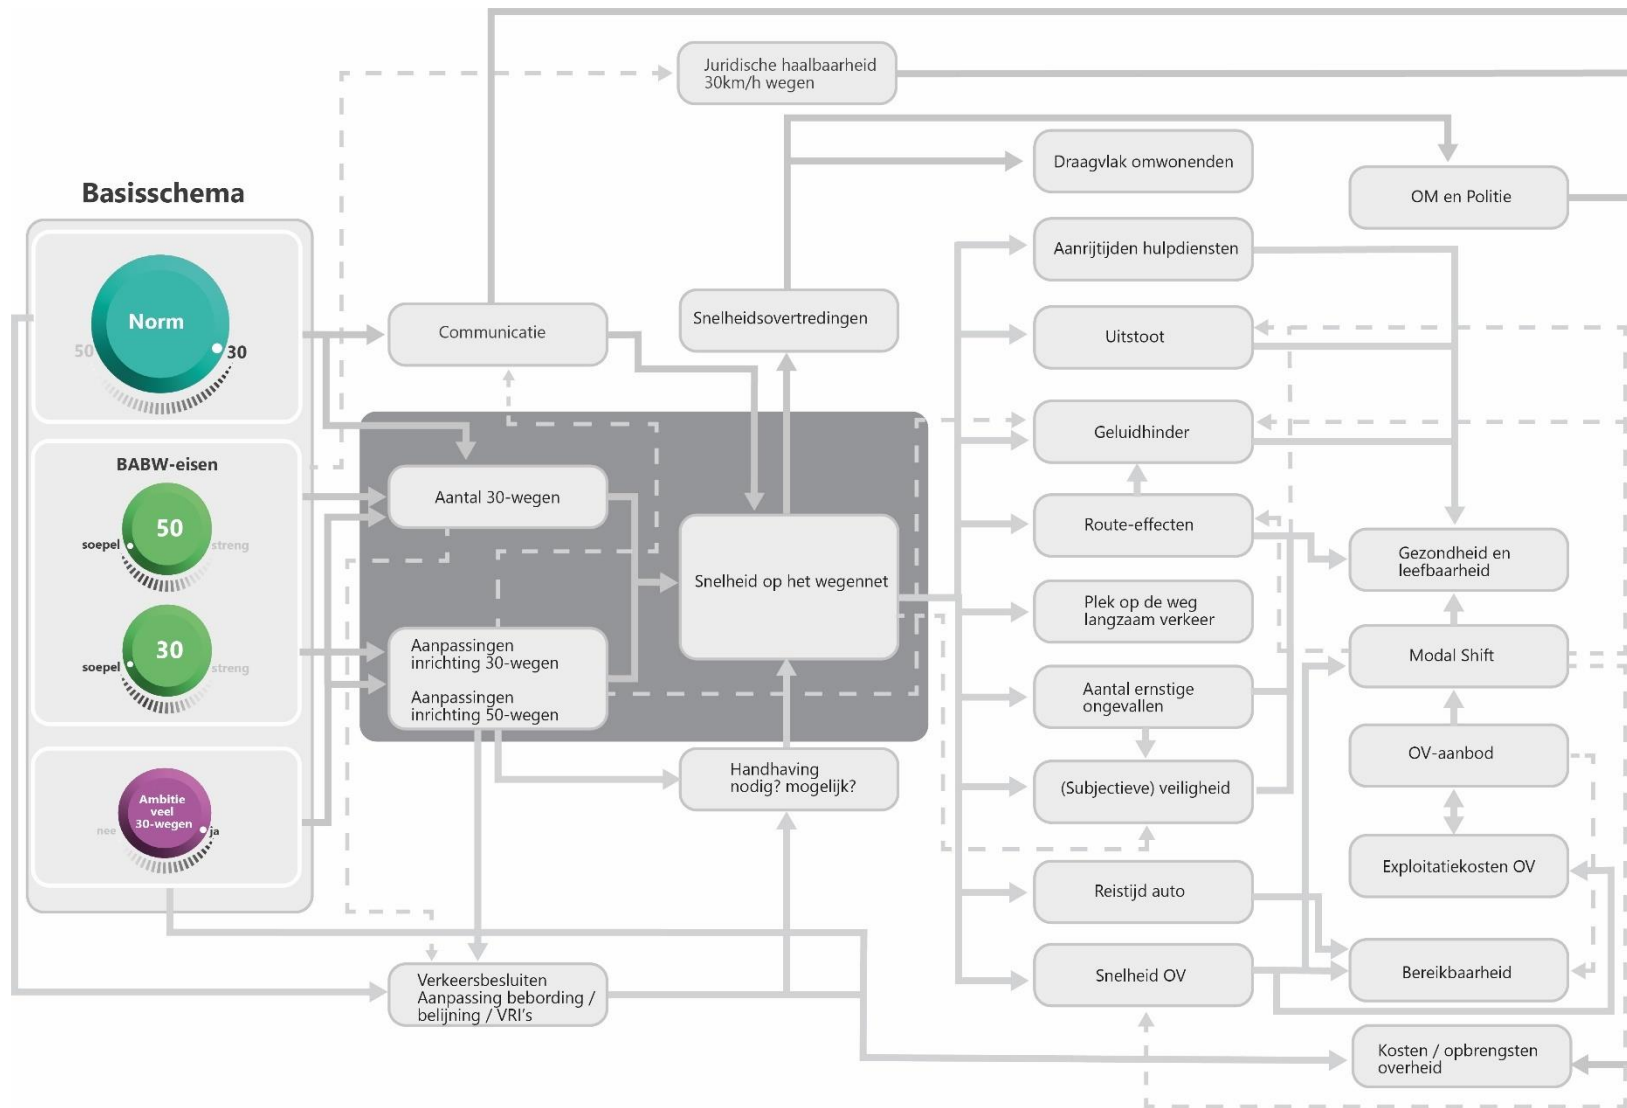 Basisschema
Norm
50
30
BABW-eisen
50
soepel
streng
30
soepel
streng
Ambitie
veel
30-wegen
nee
ja
Communicatie
Aantal 30-wegen
Aanpassingen
inrichting 30-wegen
Aanpassingen
inrichting 50-wegen
Verkeersbesluiten
Aanpassing bebording /
belijning / VRI's
Juridische haalbaarheid
30km/h wegen
Snelheidsovertredingen
Snelheid op het wegennet
Handhaving
nodig? mogelijk?
Draagvlak omwonenden
Aanrijtijden hulpdiensten
Uitstoot
Geluidhinder
Route-effecten
Plek op de weg
langzaam verkeer
Aantal ernstige
ongevallen
(Subjectieve) veiligheid
Reistijd auto
Snelheid OV
OM en Politie
Gezondheid en
leefbaarheid
Modal Shift
OV-aanbod
Exploitatiekosten OV
Bereikbaarheid
Kosten / opbrengsten
overheid